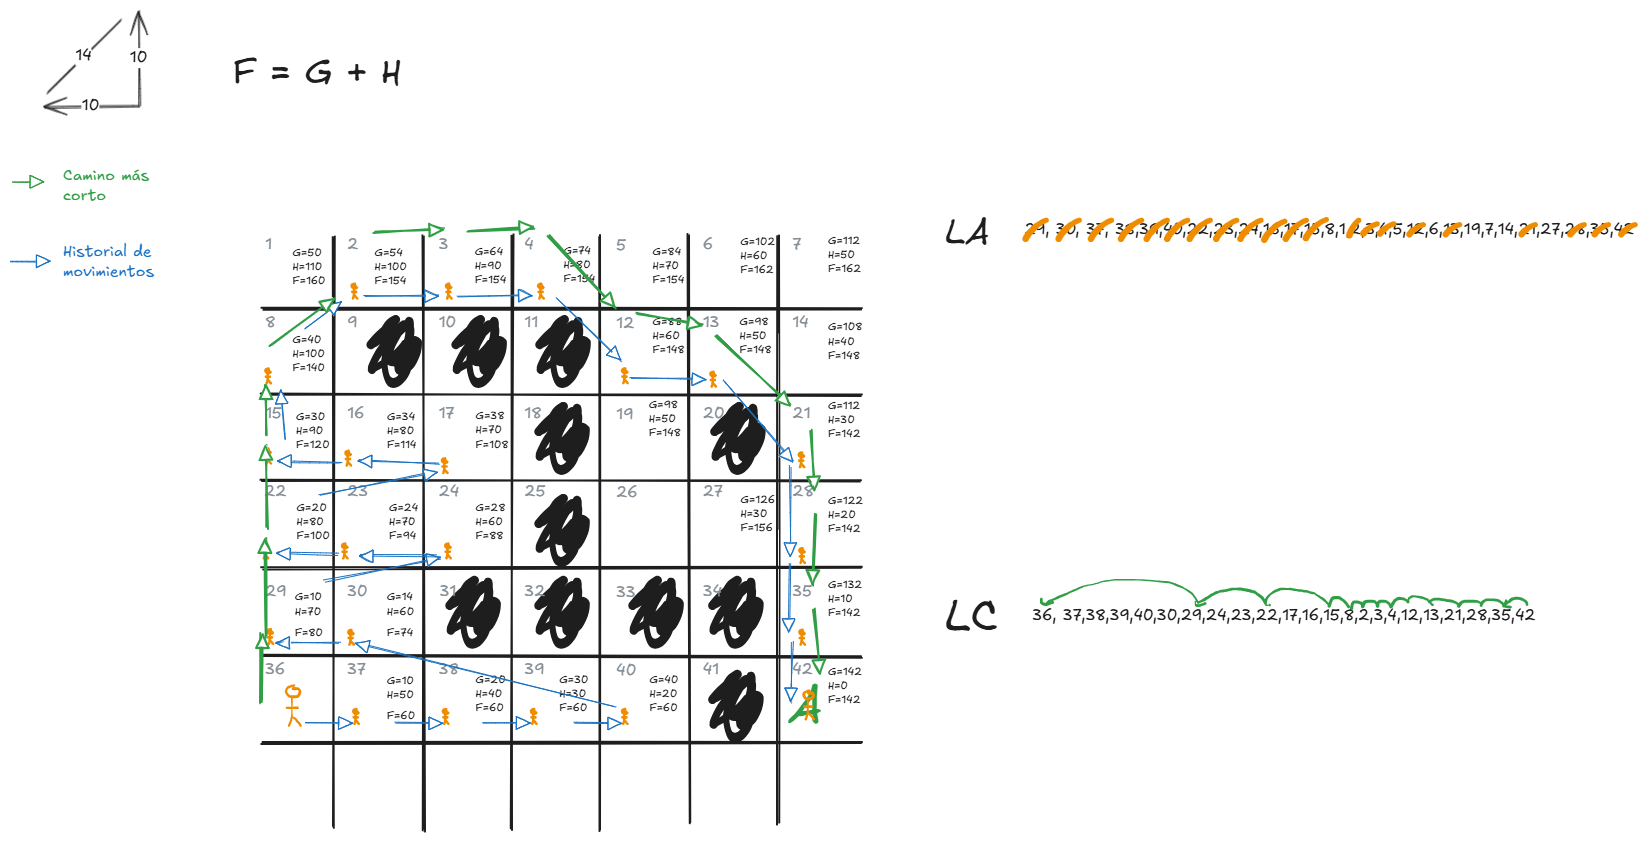 14
10
10
F = G + H
Camino más
corto
Historial de
movimientos
LA
29, 30, 37, 38,39,40,22,23,24,16,17,15,8,1,2,3,4,5,12,6,13,19,7,14,21,27,28,35,42
LC
36, 37,38,39,40,30,29,24,23,22,17,16,15,8,2,3,4,12,13,21,28,35,42
1
G=50
H=110
F=160
2
G=54
H=100
F=154
3
G=64
H=90
F=154
4
G=74
H=80
F=154
5
G=84
H=70
F=154
6
G=102
H=60
F=162
7
G=112
H=50
F=162
8
G=40
H=100
F=140
9
10
11
12
G=88
H=60
F=148
13
G=98
H=50
F=148
14
G=108
H=40
F=148
15
G=30
H=90
F=120
16
G=34
H=80
F=114
17
G=38
H=70
F=108
18
19
G=98
H=50
F=148
20
21
G=112
H=30
F=142
22
G=20
H=80
F=100
23
G=24
H=70
F=94
24
G=28
H=60
F=88
25
26
27
G=126
H=30
F=156
28
G=122
H=20
F=142
29
G=10
H=70
F=80
30
G=14
H=60
F=74
31
32
33
34
35
G=132
H=10
F=142
36
37
G=10
H=50
F=60
38
G=20
H=40
F=60
39
G=30
H=30
F=60
40
G=40
H=20
F=60
41
42
G=142
H=0
F=142